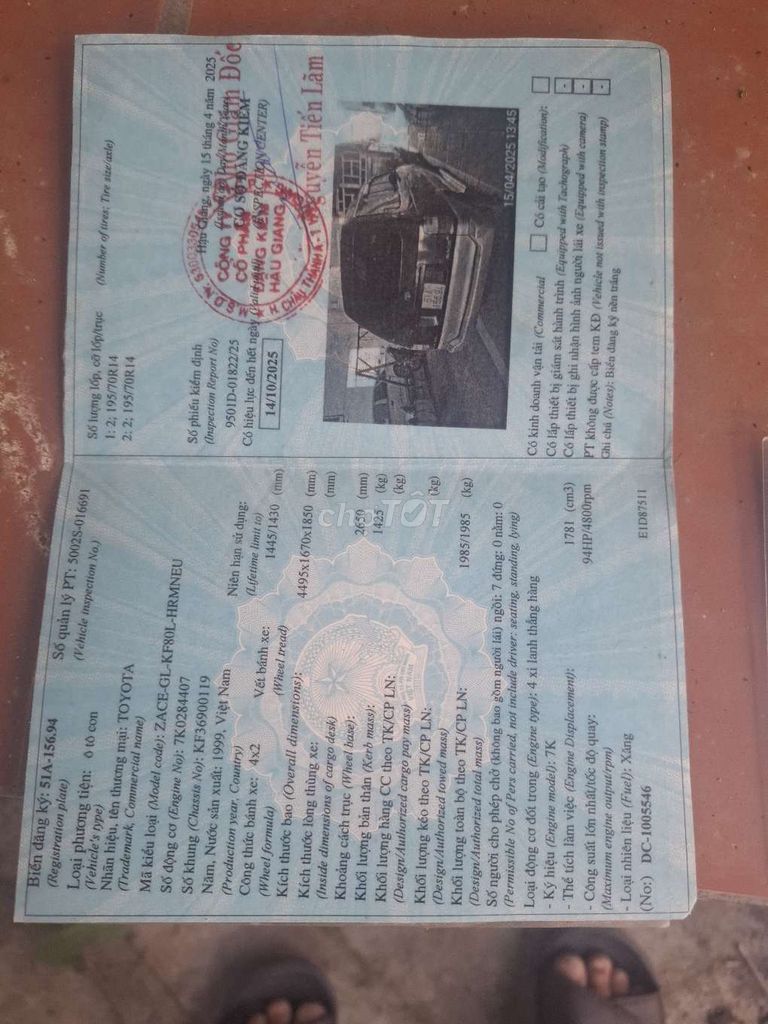 Biển đăng ký: 51A-156.94
(Registration plate)
Số quản lý PT: 5002S-016691
(Vehicle inspection No.)
Loại phương tiện: ô tô con
(Vehicle's type)
Nhãn hiệu, tên thương mại: TOYOTA
(Trademark, Commercial name)
Mã kiểu loại (Model code): ZACE-GL-KF80L-HRMNEU
Số động cơ (Engine No): 7K0284407
Số khung (Chassis No): KF36900119
Năm, Nước sản xuất: 1999, Việt Nam
(Production year, Country)
Niên hạn sử dụng:
(Lifetime limit to)
Công thức bánh xe: 4x2
(Wheel formula)
Vết bánh xe: 1445/1430 (mm)
(Wheel tread)
Kích thước bao (Overall dimensions): 4495x1670x1850 (mm)
Kích thước lòng thùng xe: (mm)
(Inside dimensions of cargo desk)
Khoảng cách trục (Wheel base): 2650 (mm)
Khối lượng bản thân (Kerb mass): 1425 (kg)
Khối lượng hàng CC theo TK/CP LN: (kg)
(Design/Authorized cargo pay mass)
Khối lượng kéo theo TK/CP LN: (kg)
(Design/Authorized towed mass)
Khối lượng toàn bộ theo TK/CP LN: 1985/1985 (kg)
(Design/Authorized total mass)
Số người cho phép chở (không bao gồm người lái) ngồi: 7 đứng: 0 nằm: 0
(Permissible No of Pers carried, not include driver: seating, standing, lying)
Loại động cơ đốt trong (Engine type): 4 xi lanh thẳng hàng
- Ký hiệu (Engine model): 7K
- Thể tích làm việc (Engine Displacement): 1781 (cm3)
- Công suất lớn nhất/tốc độ quay: 94HP/4800rpm
(Maximum engine output/rpm)
- Loại nhiên liệu (Fuel): Xăng
(No:) DC-1005546
E1D87511
Số lượng lốp, cỡ lốp/trục (Number of tires; Tire size/axle)
1: 2; 195/70R14
2: 2; 195/70R14
Số phiếu kiểm định
(Inspection Report No)
9501D-01822/25
Có hiệu lực đến hết ngày
14/10/2025
Hậu Giang, ngày 15 tháng 4 năm 2025
CƠ SỞ ĐĂNG KIỂM
(INSPECTION CENTER)
CÔNG TY
CỔ PHẦN
ĐĂNG KIỂM
HẬU GIANG
Giám Đốc
Nguyễn Tiến Lãm
15/04/2025 13:45
Có kinh doanh vận tải (Commercial
Có cải tạo (Modification):
Có lắp thiết bị giám sát hành trình (Equipped with Tachograph)
Có lắp thiết bị ghi nhận hình ảnh người lái xe (Equipped with camera)
PT không được cấp tem KĐ (Vehicle not issued with inspection stamp)
Ghi chú (Notes): Biển đăng ký nền trắng
chợTỐT